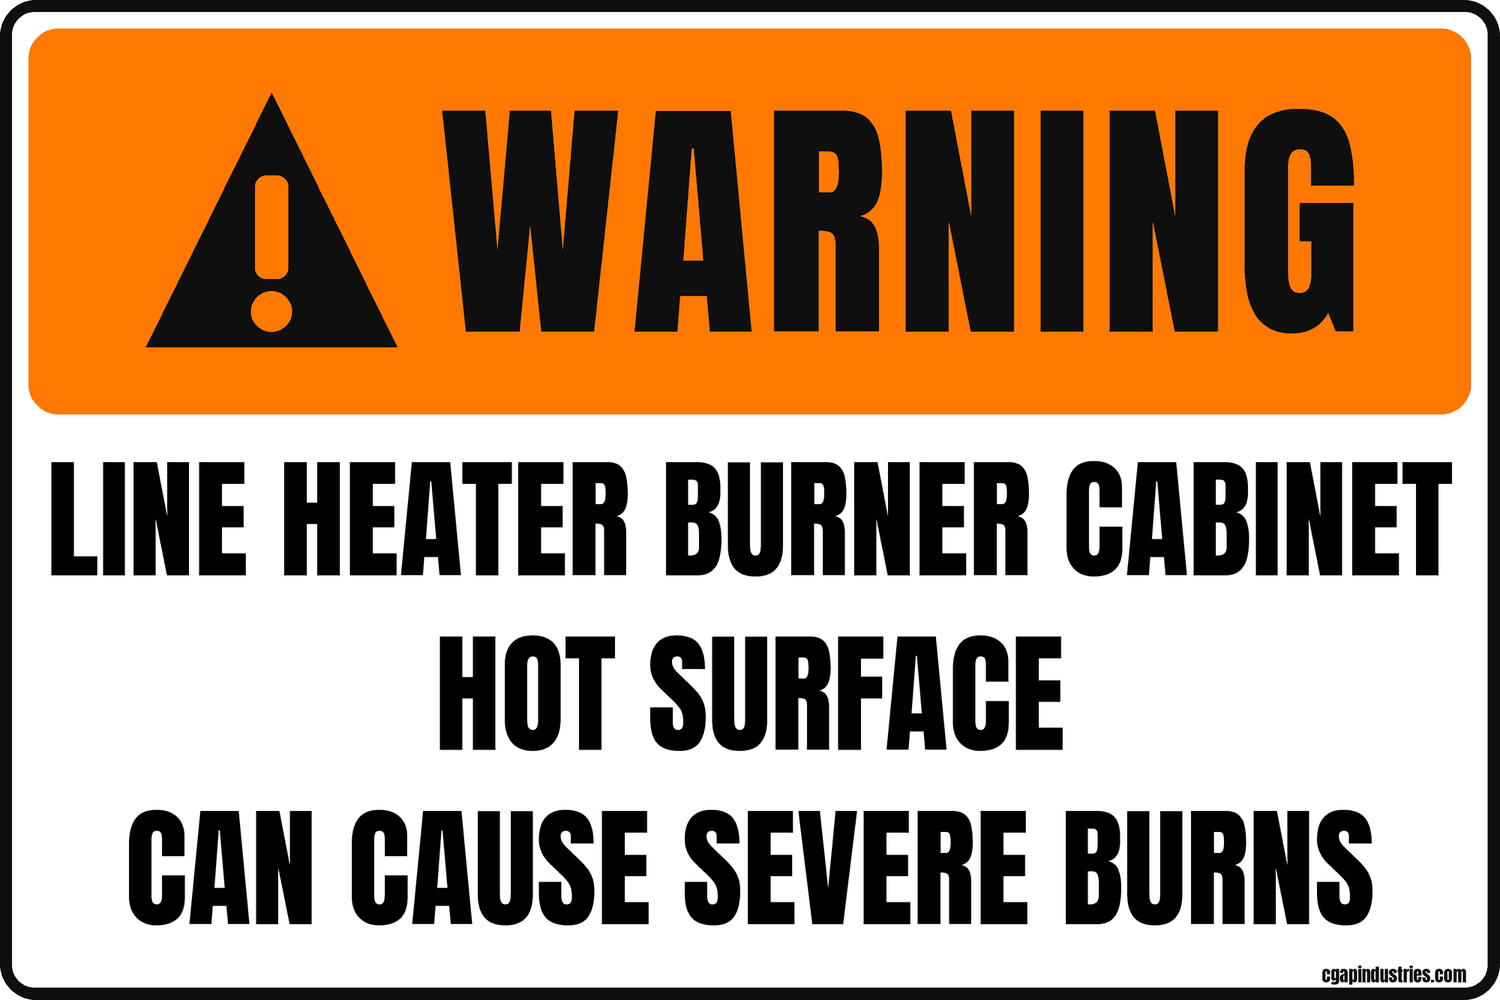 WARNING
LINE HEATER BURNER CABINET
HOT SURFACE
CAN CAUSE SEVERE BURNS
cgapindustries.com